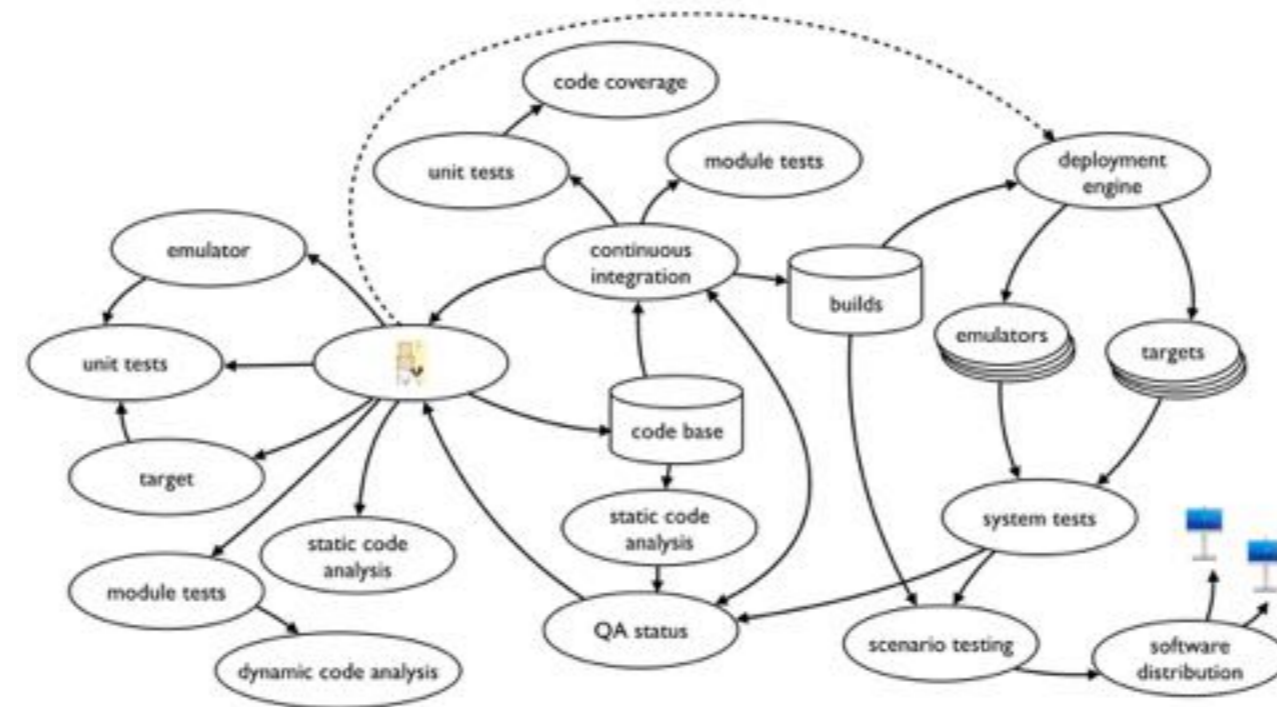 code coverage
unit tests
module tests
deployment
engine
emulator
continuous
integration
builds
emulators
targets
unit tests
code base
target
static code
analysis
static code
analysis
system tests
module tests
QA status
scenario testing
software
distribution
dynamic code analysis